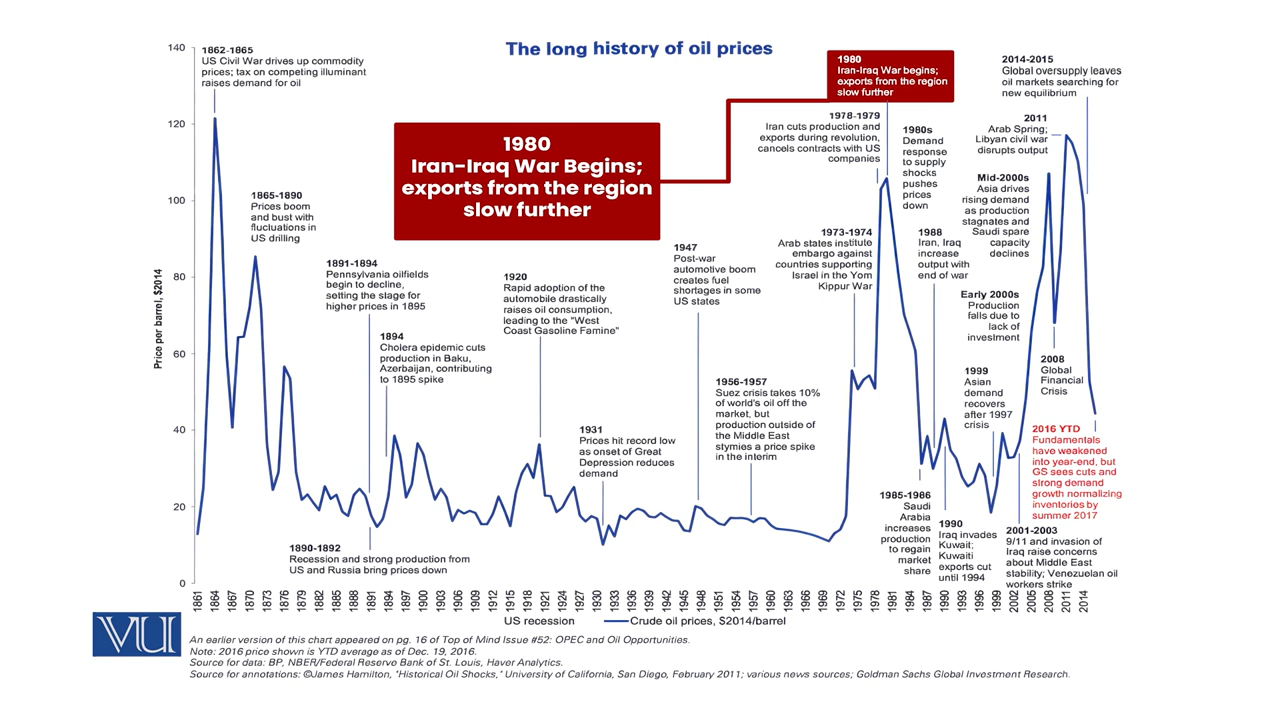 The long history of oil prices
140
120
100
80
60
40
20
0
Price per barrel, $2014
1862-1865
US Civil War drives up commodity
prices; tax on competing illuminant
raises demand for oil
1865-1890
Prices boom
and bust with
fluctuations in
US drilling
1891-1894
Pennsylvania oilfields
begin to decline,
setting the stage for
higher prices in 1895
1894
Cholera epidemic cuts
production in Baku,
Azerbaijan, contributing
to 1895 spike
1890-1892
Recession and strong production from
US and Russia bring prices down
1980
Iran-Iraq War Begins;
exports from the region
slow further
1920
Rapid adoption of the
automobile drastically
raises oil consumption,
leading to the "West
Coast Gasoline Famine"
1931
Prices hit record low
as onset of Great
Depression reduces
demand
1947
Post-war
automotive boom
creates fuel
shortages in some
US states
1956-1957
Suez crisis takes 10%
of world's oil off the
market, but
production outside of
the Middle East
stymies a price spike
in the interim
1973-1974
Arab states institute
embargo against
countries supporting
Israel in the Yom
Kippur War
1978-1979
Iran cuts production and
exports during revolution,
cancels contracts with US
companies
1980
Iran-Iraq War begins;
exports from the region
slow further
1980s
Demand
response
to supply
shocks
pushes
prices
down
1985-1986
Saudi
Arabia
increases
production
to regain
market
share
1988
Iran, Iraq
increase
output with
end of war
1990
Iraq invades
Kuwait;
Kuwaiti
exports cut
until 1994
1999
Asian
demand
recovers
after 1997
crisis
Early 2000s
Production
falls due to
lack of
investment
2001-2003
9/11 and invasion of
Iraq raise concerns
about Middle East
stability; Venezuelan oil
workers strike
Mid-2000s
Asia drives
rising demand
as production
stagnates and
Saudi spare
capacity
declines
2008
Global
Financial
Crisis
2011
Arab Spring;
Libyan civil war
disrupts output
2014-2015
Global oversupply leaves
oil markets searching for
new equilibrium
2016 YTD
Fundamentals
have weakened
into year-end, but
GS sees cuts and
strong demand
growth normalizing
inventories by
summer 2017
1861 1864 1867 1870 1873 1876 1879 1882 1885 1888 1891 1894 1897 1900 1903 1906 1909 1912 1915 1918 1921 1924 1927 1930 1933 1936 1939 1942 1945 1948 1951 1954 1957 1960 1963 1966 1969 1972 1975 1978 1981 1984 1987 1990 1993 1996 1999 2002 2005 2008 2011 2014
US recession Crude oil prices, $2014/barrel
VU
An earlier version of this chart appeared on pg. 16 of Top of Mind Issue #52: OPEC and Oil Opportunities.
Note: 2016 price shown is YTD average as of Dec. 19, 2016.
Source for data: BP, NBER/Federal Reserve Bank of St. Louis, Haver Analytics.
Source for annotations: ©James Hamilton, "Historical Oil Shocks," University of California, San Diego, February 2011; various news sources; Goldman Sachs Global Investment Research.